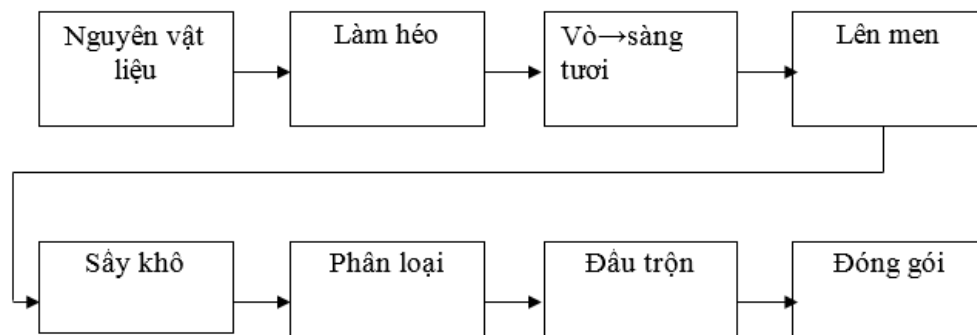 Nguyên vật
liệu
Làm héo
Vò→sàng
tươi
Lên men
Sấy khô
Phân loại
Đấu trộn
Đóng gói